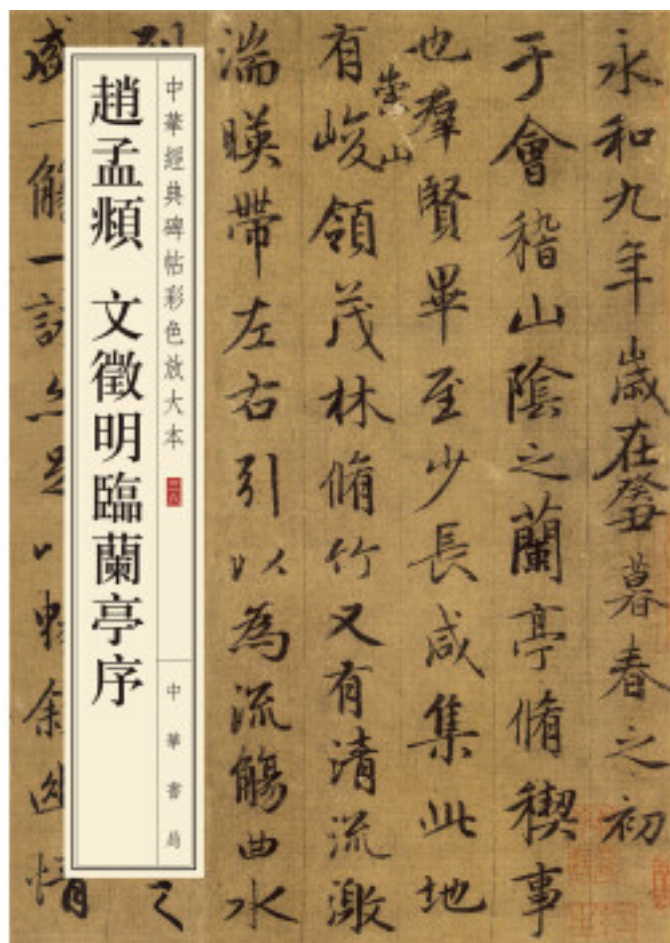 永和九年歲在癸丑暮春之初
于會稽山陰之蘭亭脩稧事
也羣賢畢至少長咸集此地
有崇山峻領茂林脩竹又有清流激
湍暎帶左右引以為流觴曲水
中華經典碑帖彩色放大本
中華書局
趙孟頫 文徵明臨蘭亭序